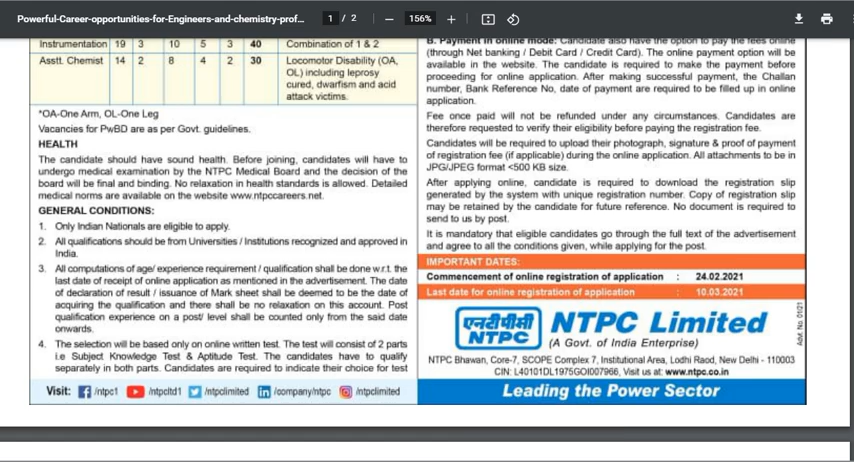 Powerful-Career-opportunities-for-Engineers-and-chemistry-prof...
1 / 2
156%
Instrumentation 19 3 10 5 3 40 Combination of 1 & 2
Asstt. Chemist 14 2 8 4 2 30 Locomotor Disability (OA,
OL) including leprosy
cured, dwarfism and acid
attack victims.
*OA-One Arm, OL-One Leg
Vacancies for PwBD are as per Govt. guidelines.
HEALTH
The candidate should have sound health. Before joining, candidates will have to
undergo medical examination by the NTPC Medical Board and the decision of the
board will be final and binding. No relaxation in health standards is allowed. Detailed
medical norms are available on the website www.ntpccareers.net.
GENERAL CONDITIONS:
1. Only Indian Nationals are eligible to apply.
2. All qualifications should be from Universities / Institutions recognized and approved in
India.
3. All computations of age/ experience requirement / qualification shall be done w.r.t. the
last date of receipt of online application as mentioned in the advertisement. The date
of declaration of result / issuance of Mark sheet shall be deemed to be the date of
acquiring the qualification and there shall be no relaxation on this account. Post
qualification experience on a post/ level shall be counted only from the said date
onwards.
4. The selection will be based only on online written test. The test will consist of 2 parts
i.e Subject Knowledge Test & Aptitude Test. The candidates have to qualify
separately in both parts. Candidates are required to indicate their choice for test
Visit: /ntpc1 /ntpcltd1 /ntpclimited /company/ntpc /ntpclimited
B. Payment in online mode: Candidate also have the option to pay the fees online
(through Net banking / Debit Card / Credit Card). The online payment option will be
available in the website. The candidate is required to make the payment before
proceeding for online application. After making successful payment, the Challan
number, Bank Reference No, date of payment are required to be filled up in online
application.
Fee once paid will not be refunded under any circumstances. Candidates are
therefore requested to verify their eligibility before paying the registration fee.
Candidates will be required to upload their photograph, signature & proof of payment
of registration fee (if applicable) during the online application. All attachments to be in
JPG/JPEG format <500 KB size.
After applying online, candidate is required to download the registration slip
generated by the system with unique registration number. Copy of registration slip
may be retained by the candidate for future reference. No document is required to
send to us by post.
It is mandatory that eligible candidates go through the full text of the advertisement
and agree to all the conditions given, while applying for the post.
IMPORTANT DATES:
Commencement of online registration of application : 24.02.2021
Last date for online registration of application : 10.03.2021
एनटीपीसी
NTPC
NTPC Limited
(A Govt. of India Enterprise)
Advt. No. 01/21
NTPC Bhawan, Core-7, SCOPE Complex 7, Institutional Area, Lodhi Raod, New Delhi - 110003
CIN: L40101DL1975GOI007966, Visit us at: www.ntpc.co.in
Leading the Power Sector